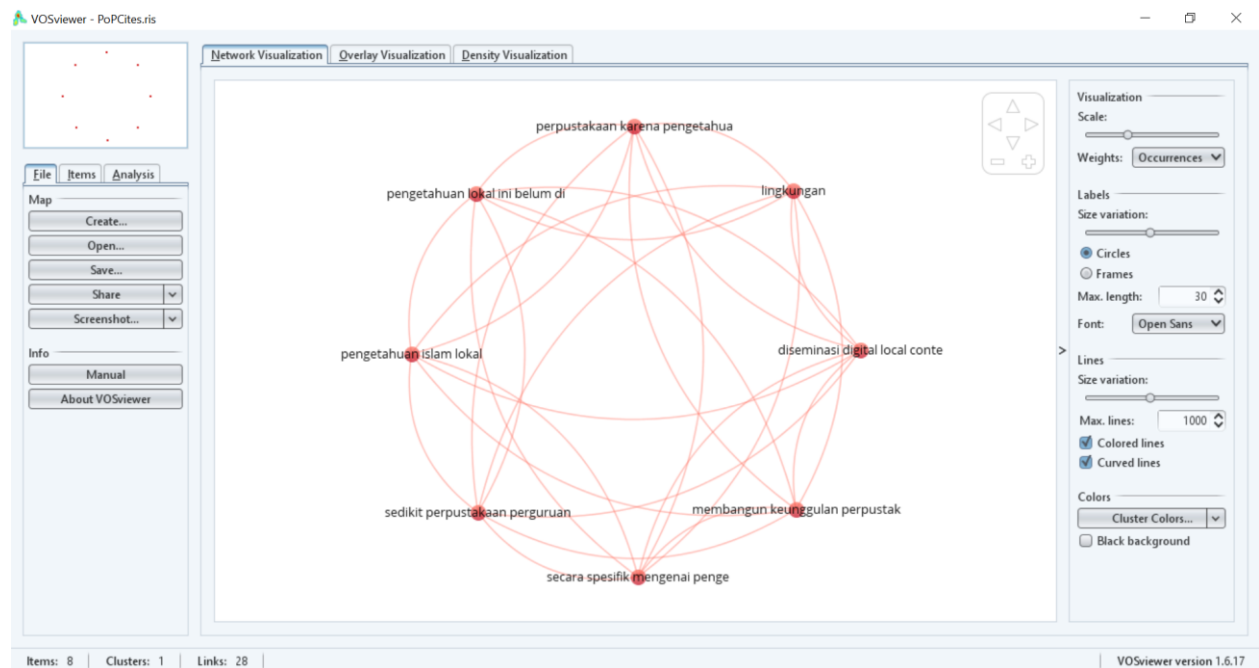 VOSviewer - PoPCites.ris
Network Visualization Overlay Visualization Density Visualization
File Items Analysis
Map
Create...
Open...
Save...
Share
Screenshot...
Info
Manual
About VOSviewer
perpustakaan karena pengetahua
lingkungan
pengetahuan lokal ini belum di
diseminasi digital local conte
pengetahuan islam lokal
sedikit perpustakaan perguruan
membangun keunggulan perpustak
secara spesifik mengenai penge
>
Visualization
Scale:
Weights: Occurrences
Labels
Size variation:
Circles
Frames
Max. length: 30
Font: Open Sans
Lines
Size variation:
Max. lines: 1000
Colored lines
Curved lines
Colors
Cluster Colors...
Black background
Items: 8 Clusters: 1 Links: 28
VOSviewer version 1.6.17